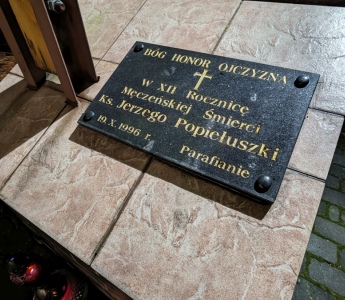 BÓG HONOR OJCZYZNA
W XII Rocznicę
Męczeńskiej Śmierci
Ks. Jerzego Popiełuszki
19.X.1996 r.
Parafianie